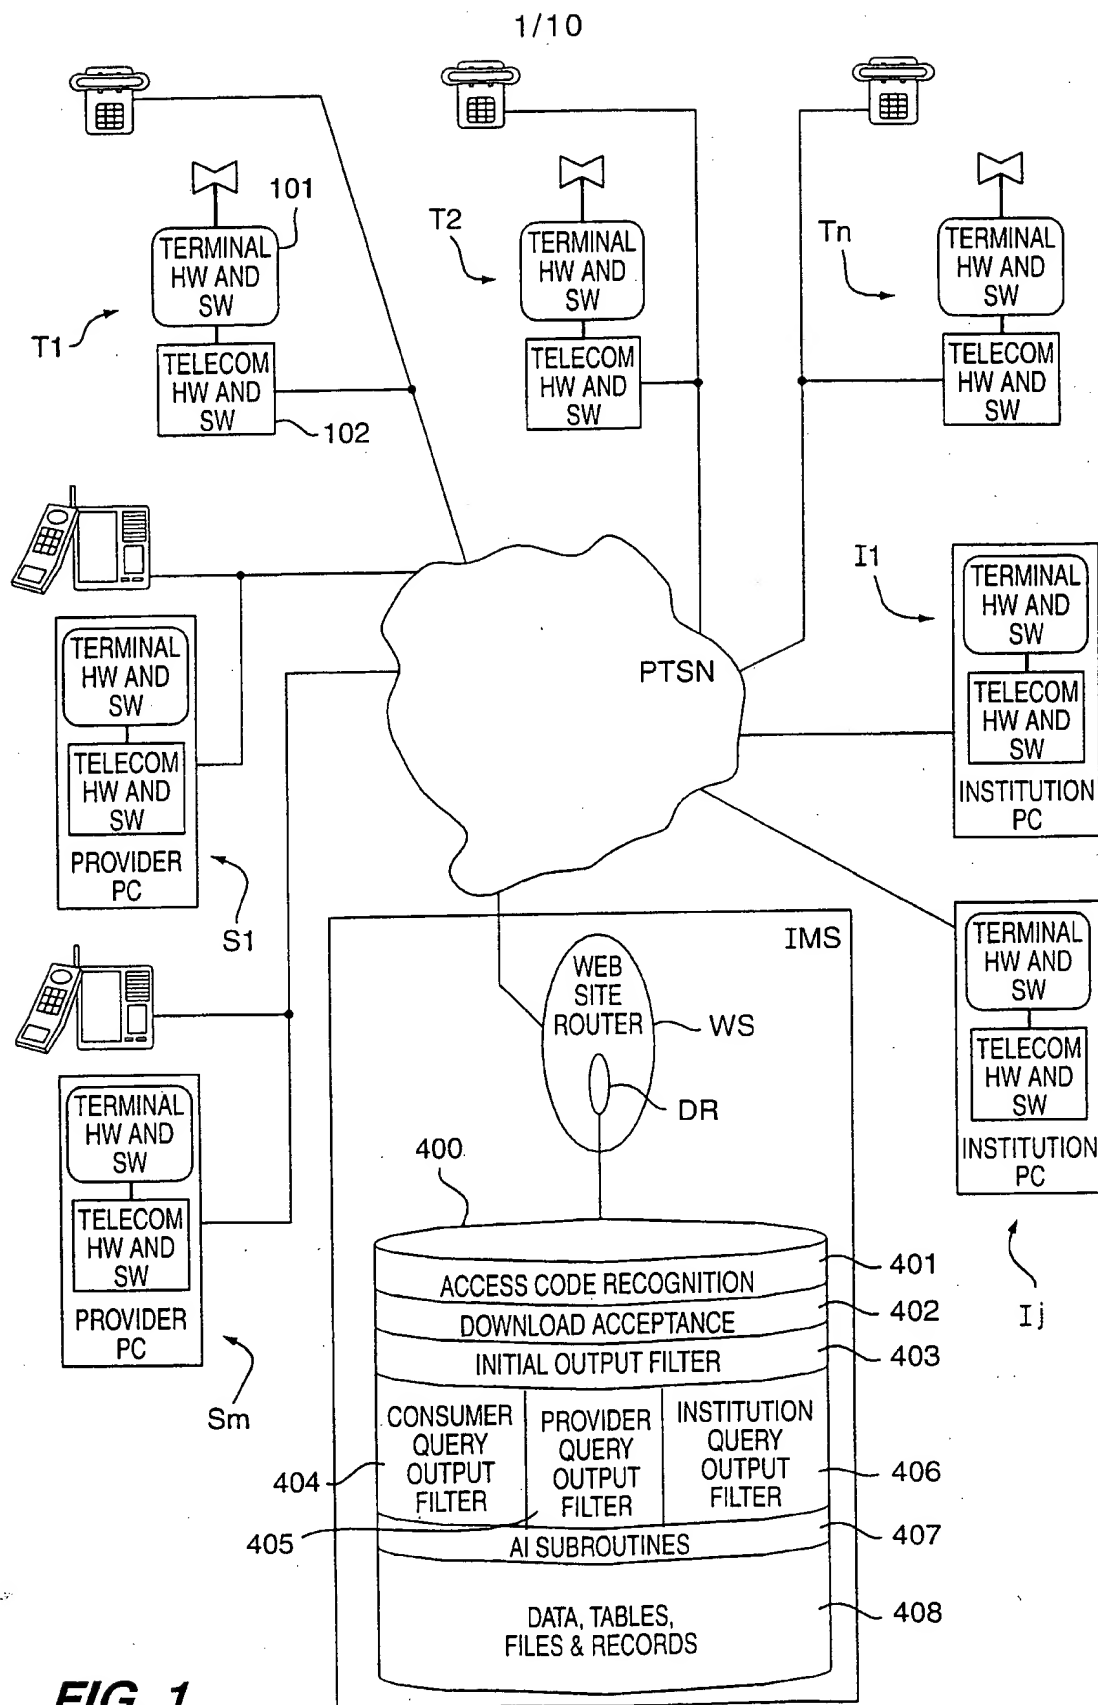 1/10
101
TERMINAL
HW AND
SW
T1
TELECOM
HW AND
SW
102
T2
TERMINAL
HW AND
SW
TELECOM
HW AND
SW
Tn
TERMINAL
HW AND
SW
TELECOM
HW AND
SW
PTSN
TERMINAL
HW AND
SW
TELECOM
HW AND
SW
PROVIDER
PC
S1
TERMINAL
HW AND
SW
TELECOM
HW AND
SW
PROVIDER
PC
Sm
I1
TERMINAL
HW AND
SW
TELECOM
HW AND
SW
INSTITUTION
PC
TERMINAL
HW AND
SW
TELECOM
HW AND
SW
INSTITUTION
PC
Ij
IMS
WEB
SITE
ROUTER
WS
DR
400
ACCESS CODE RECOGNITION
401
DOWNLOAD ACCEPTANCE
402
INITIAL OUTPUT FILTER
403
CONSUMER
QUERY
OUTPUT
FILTER
404
PROVIDER
QUERY
OUTPUT
FILTER
405
INSTITUTION
QUERY
OUTPUT
FILTER
406
AI SUBROUTINES
407
DATA, TABLES,
FILES & RECORDS
408
FIG. 1